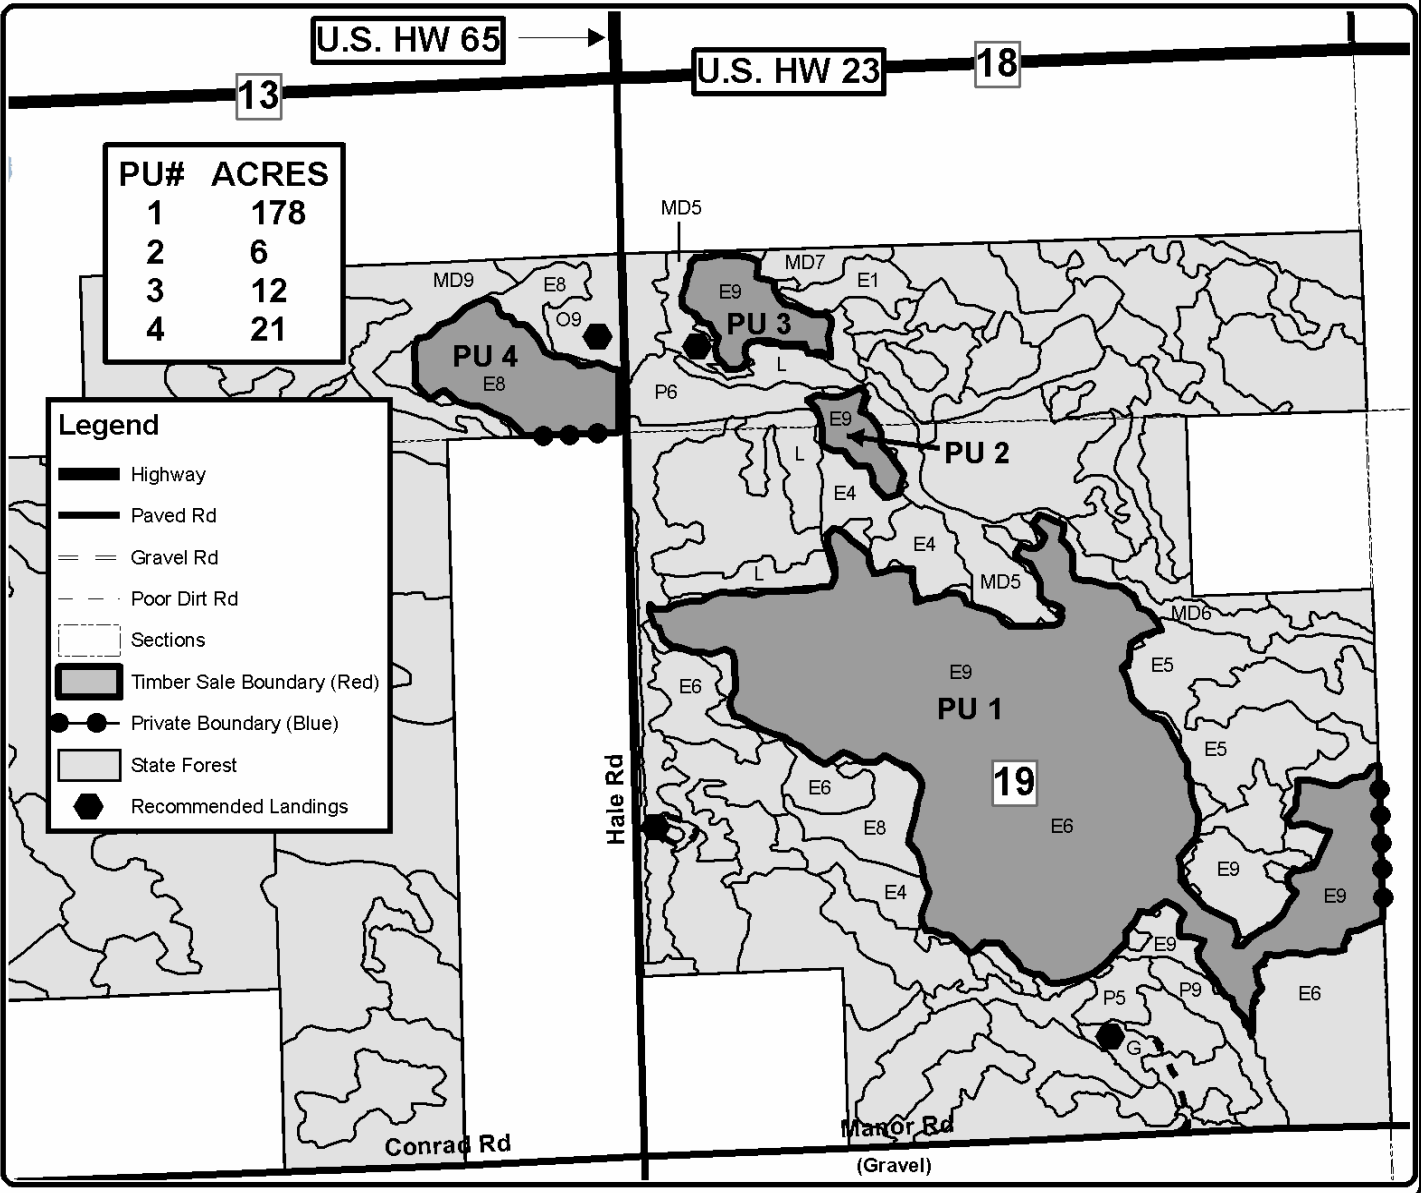 U.S. HW 65
U.S. HW 23
18
13
PU# ACRES
1 178
2 6
3 12
4 21
MD5
MD9
E8
O9
E9
MD7
E1
PU 3
PU 4
E8
L
P6
E9
PU 2
L
E4
E4
L
MD5
MD6
E9
E5
E6
PU 1
E5
19
E6
E6
E8
E9
E4
E9
E9
P5
P9
E6
G
Hale Rd
Legend
Highway
Paved Rd
Gravel Rd
Poor Dirt Rd
Sections
Timber Sale Boundary (Red)
Private Boundary (Blue)
State Forest
Recommended Landings
Manor Rd
Conrad Rd
(Gravel)